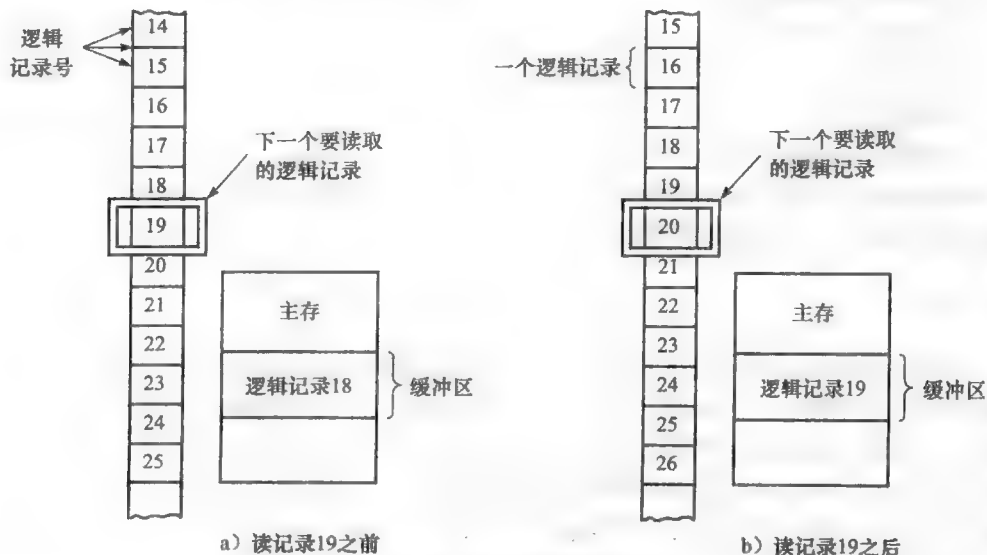 逻辑
记录号
14
15
16
17
18
19
20
21
22
23
24
25
下一个要读取
的逻辑记录
主存
逻辑记录18
缓冲区
a）读记录19之前
一个逻辑记录
15
16
17
18
19
20
21
22
23
24
25
26
下一个要读取
的逻辑记录
主存
逻辑记录19
缓冲区
b）读记录19之后